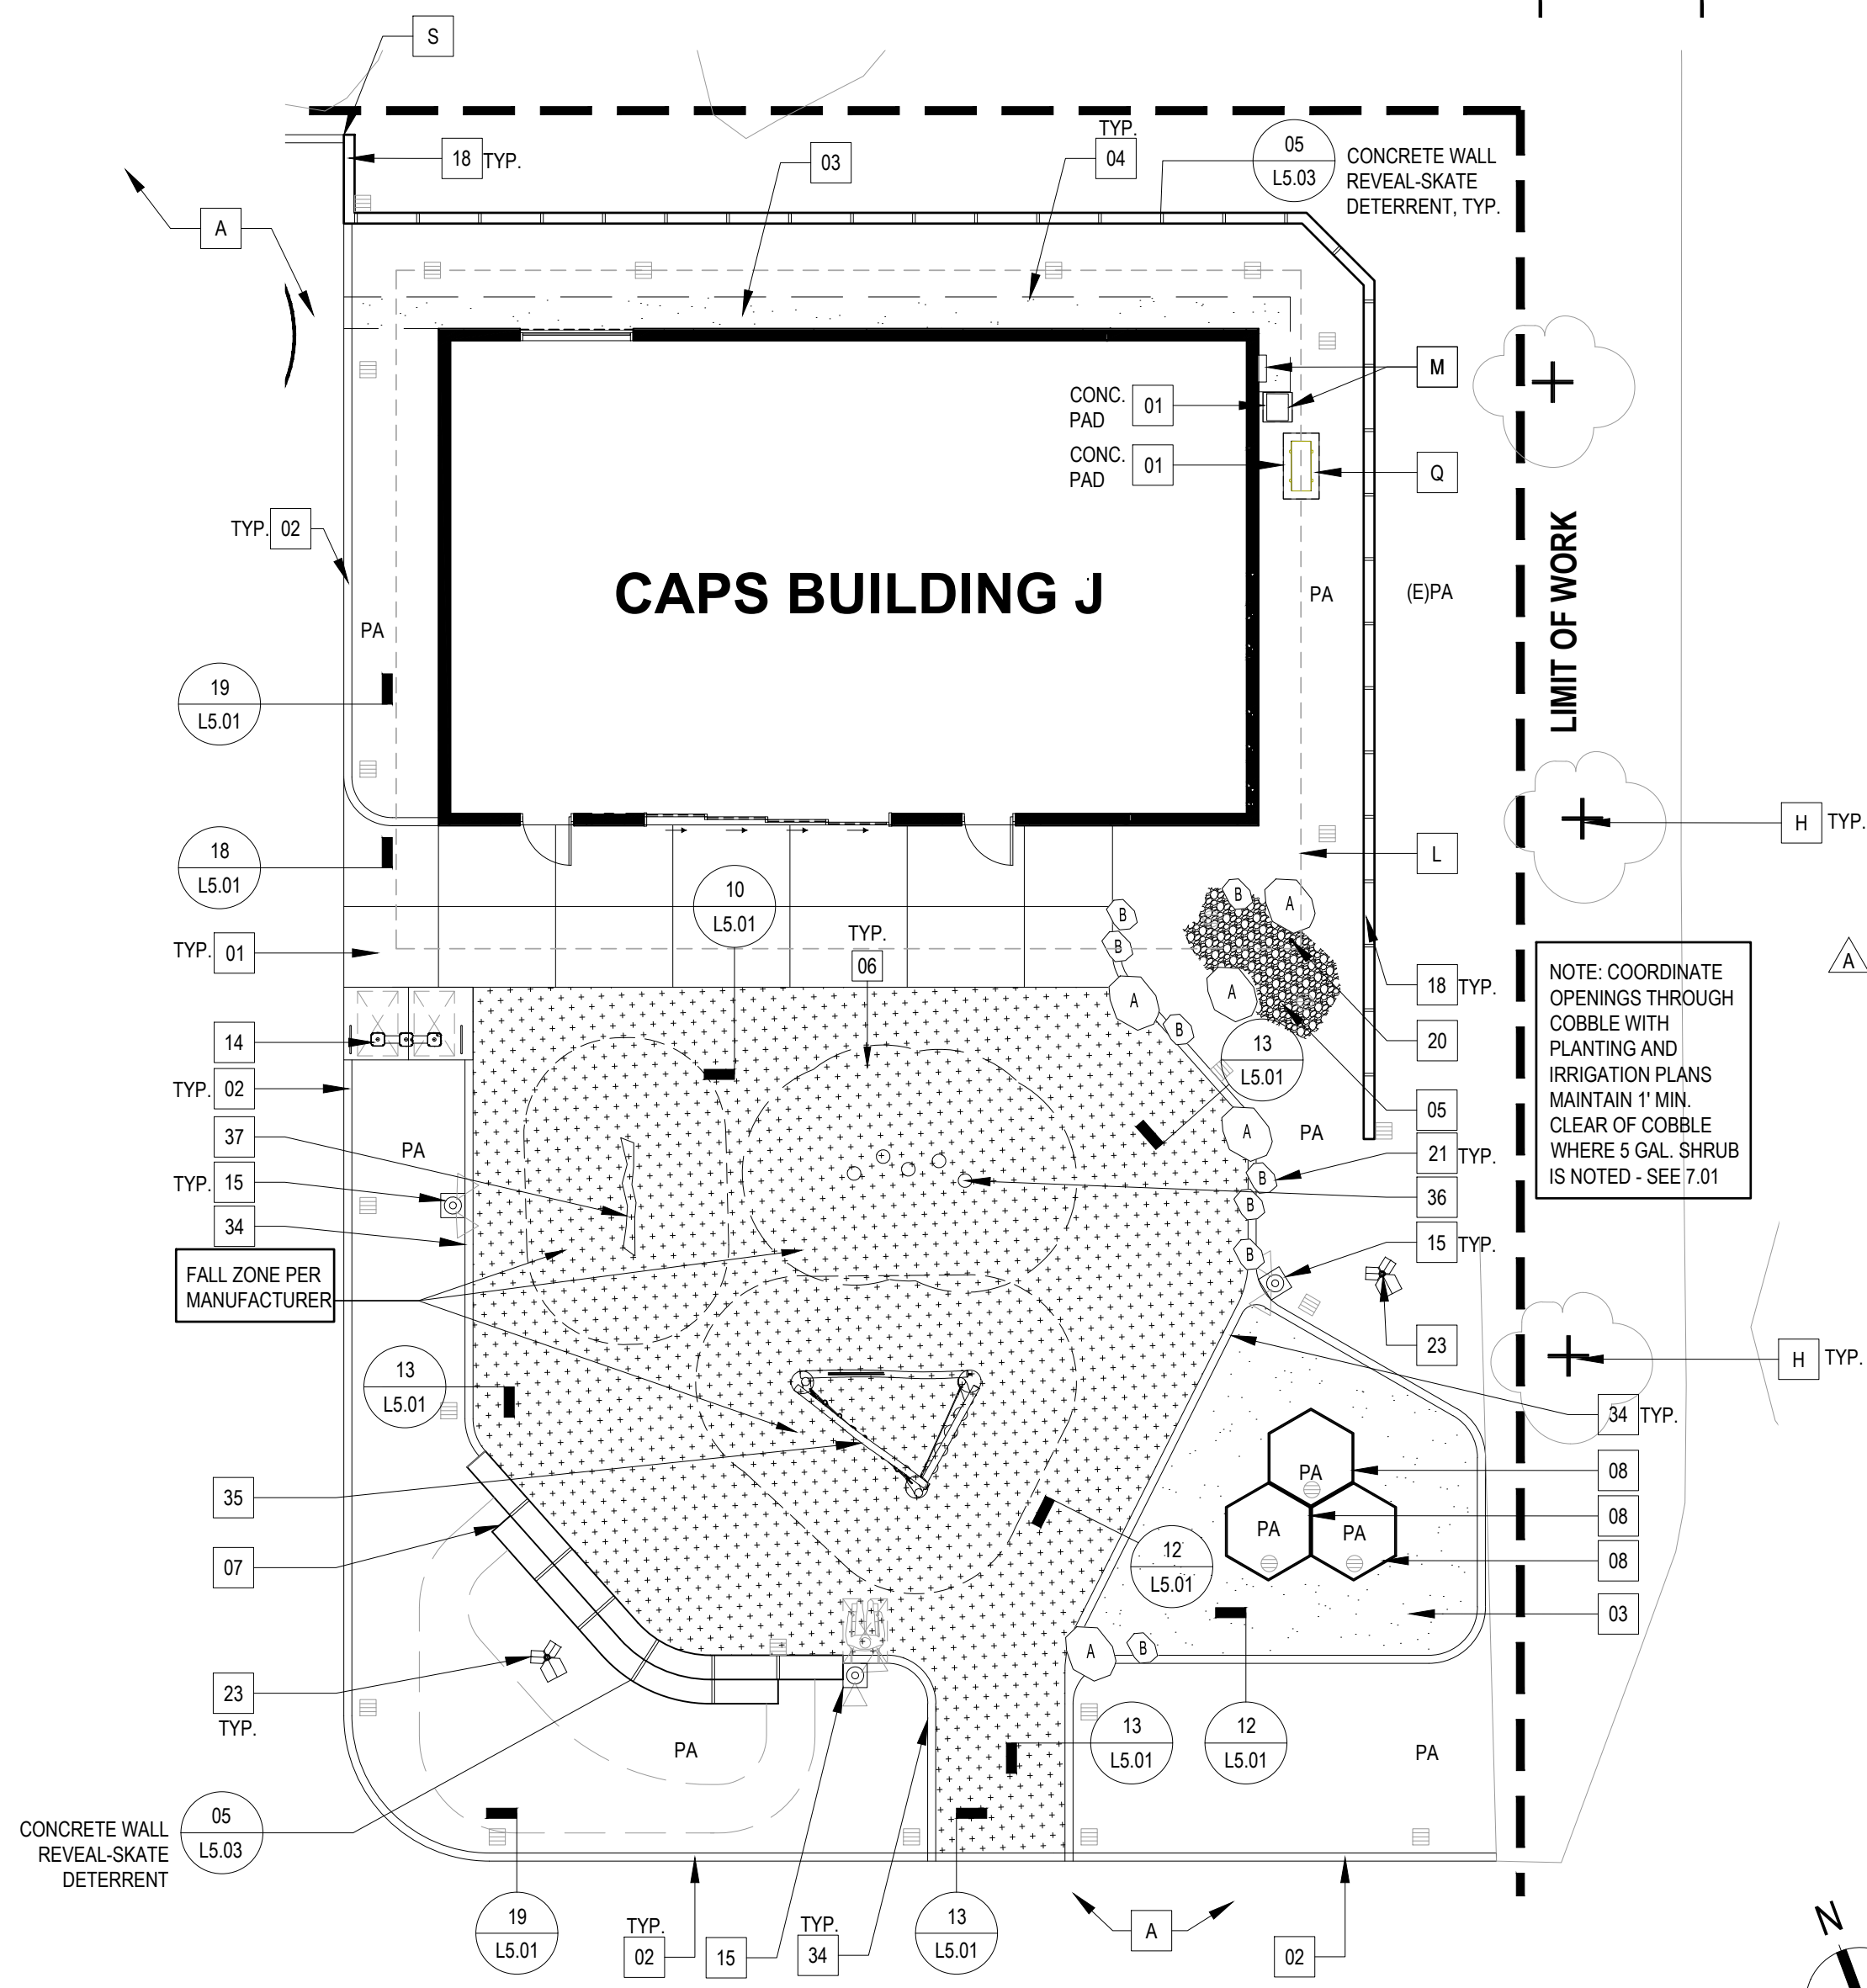 S
18 TYP.
03
TYP.
04
05
L5.03
CONCRETE WALL
REVEAL-SKATE
DETERRENT, TYP.
A
M
CONC.
PAD
01
CONC.
PAD
01
Q
TYP. 02
CAPS BUILDING J
PA
PA
(E)PA
LIMIT OF WORK
19
L5.01
18
L5.01
H TYP.
L
10
L5.01
TYP.
06
TYP. 01
B
A
B
B
A
A
B
18 TYP.
NOTE: COORDINATE
OPENINGS THROUGH
COBBLE WITH
PLANTING AND
IRRIGATION PLANS
MAINTAIN 1' MIN.
CLEAR OF COBBLE
WHERE 5 GAL. SHRUB
IS NOTED - SEE 7.01
A
14
20
13
L5.01
TYP. 02
05
37
PA
A
PA
21 TYP.
TYP. 15
B
36
B
34
15 TYP.
B
FALL ZONE PER
MANUFACTURER
23
H TYP.
13
L5.01
34 TYP.
35
PA
08
PA
PA
08
07
12
L5.01
08
03
23
TYP.
A
B
PA
13
L5.01
12
L5.01
PA
CONCRETE WALL
REVEAL-SKATE
DETERRENT
05
L5.03
19
L5.01
TYP.
02
15
TYP.
34
13
L5.01
A
02
N